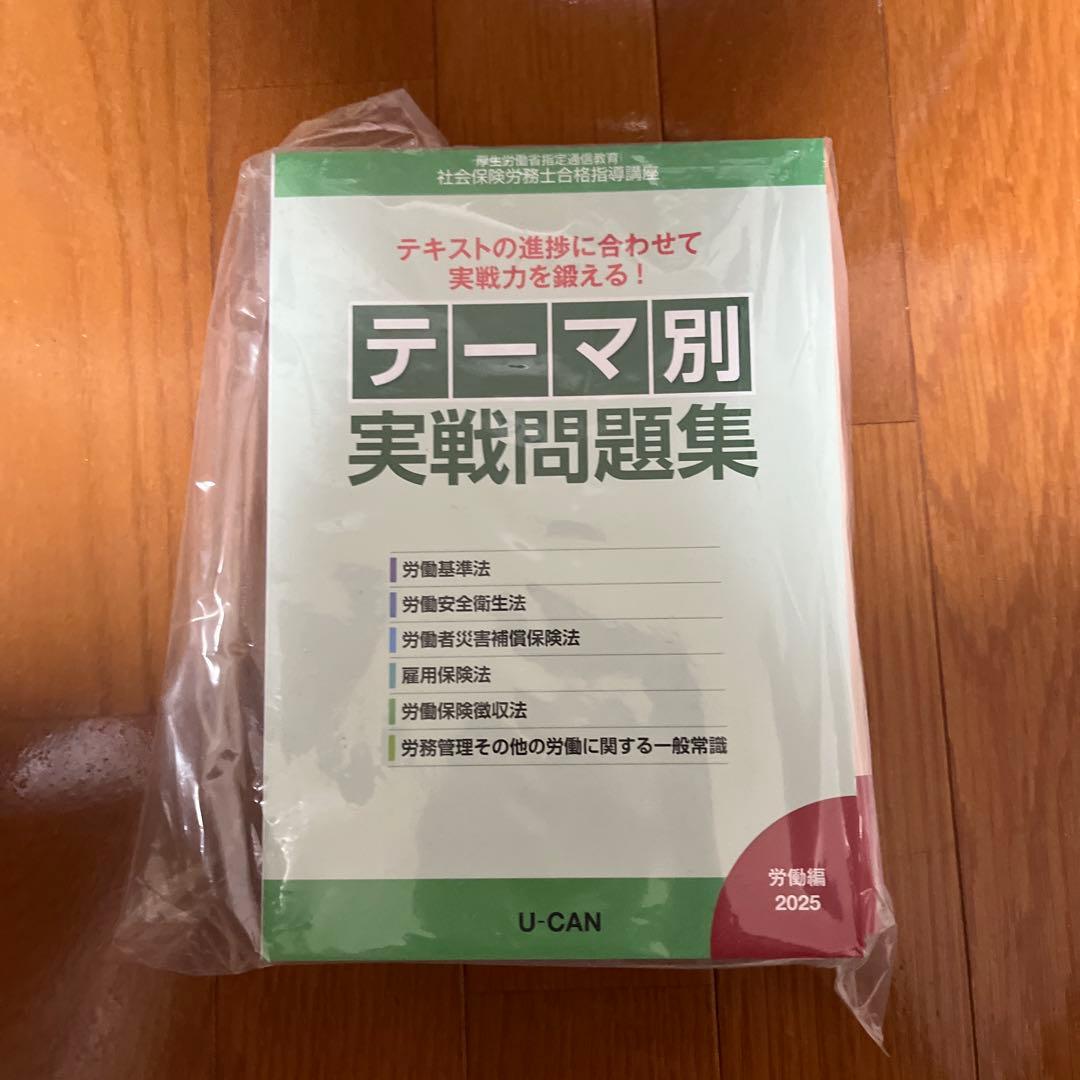 厚生労働省指定通信教育
社会保険労務士合格指導講座
テキストの進捗に合わせて
実戦力を鍛える!
テーマ別
実戦問題集
労働基準法
労働安全衛生法
労働者災害補償保険法
雇用保険法
労働保険徴収法
労務管理その他の労働に関する一般常識
労働編
2025
U-CAN